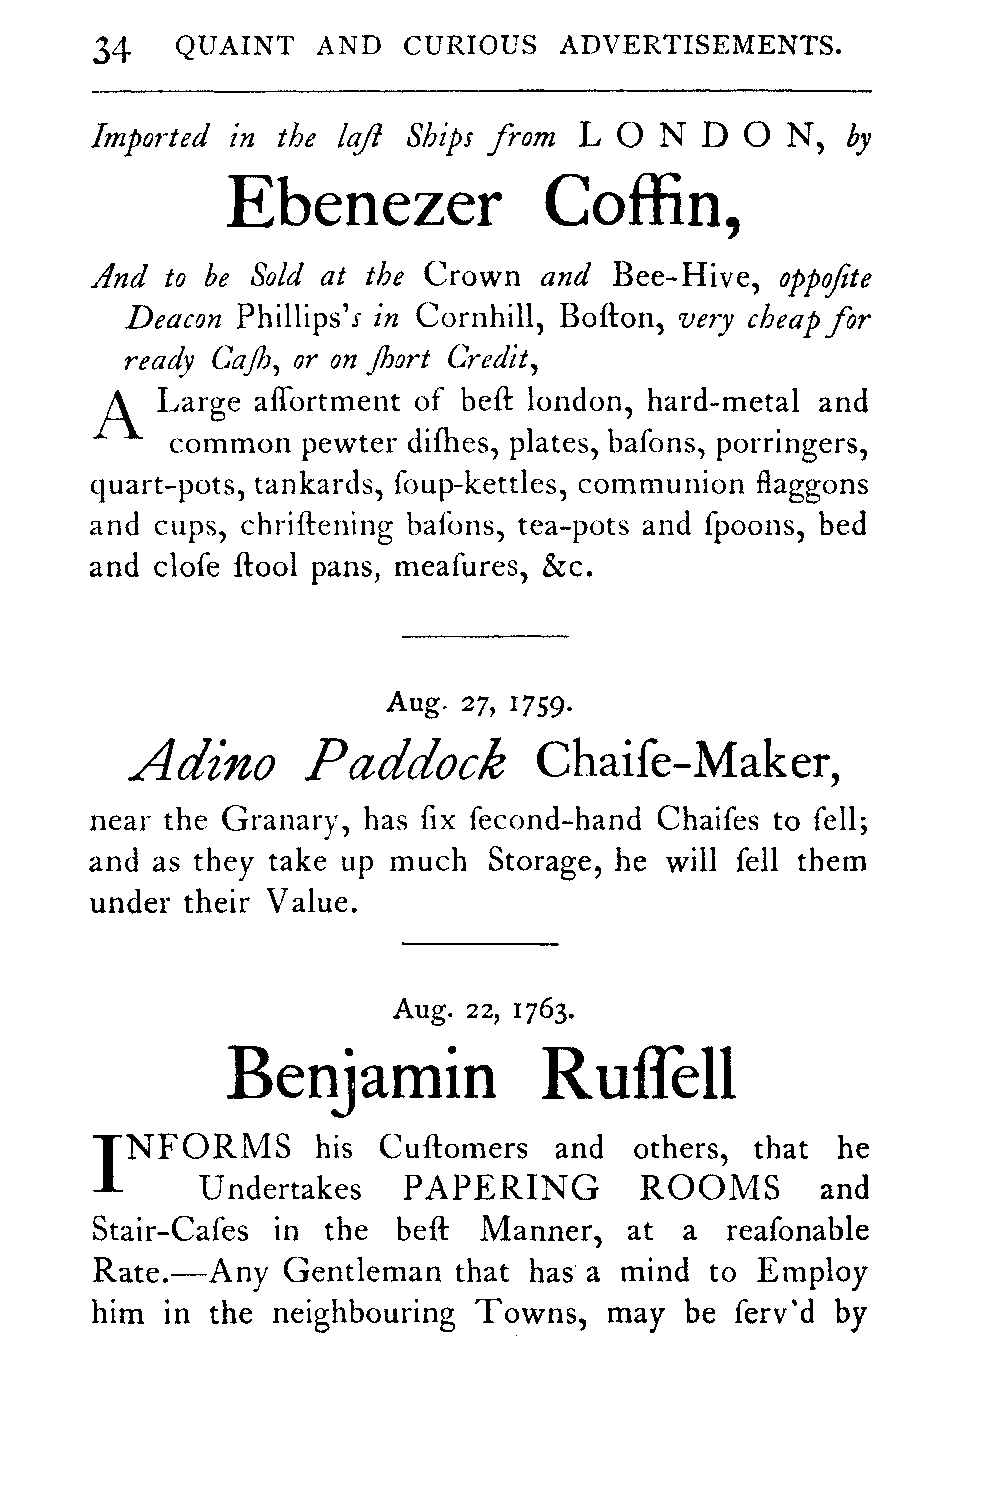 34 QUAINT AND CURIOUS ADVERTISEMENTS.
Imported in the laſt Ships from LONDON, by
Ebenezer Coffin,
And to be Sold at the Crown and Bee-Hive, oppoſite
Deacon Phillips's in Cornhill, Boſton, very cheap for
ready Caſh, or on ſhort Credit,
A Large aſſortment of beſt london, hard-metal and
common pewter diſhes, plates, baſons, porringers,
quart-pots, tankards, ſoup-kettles, communion flaggons
and cups, chriſtening baſons, tea-pots and ſpoons, bed
and cloſe ſtool pans, meaſures, &c.
Aug. 27, 1759.
Adino Paddock Chaiſe-Maker,
near the Granary, has ſix ſecond-hand Chaiſes to ſell;
and as they take up much Storage, he will ſell them
under their Value.
Aug. 22, 1763.
Benjamin Ruſſell
INFORMS his Cuſtomers and others, that he
Undertakes PAPERING ROOMS and
Stair-Caſes in the beſt Manner, at a reaſonable
Rate.—Any Gentleman that has a mind to Employ
him in the neighbouring Towns, may be ſerv'd by